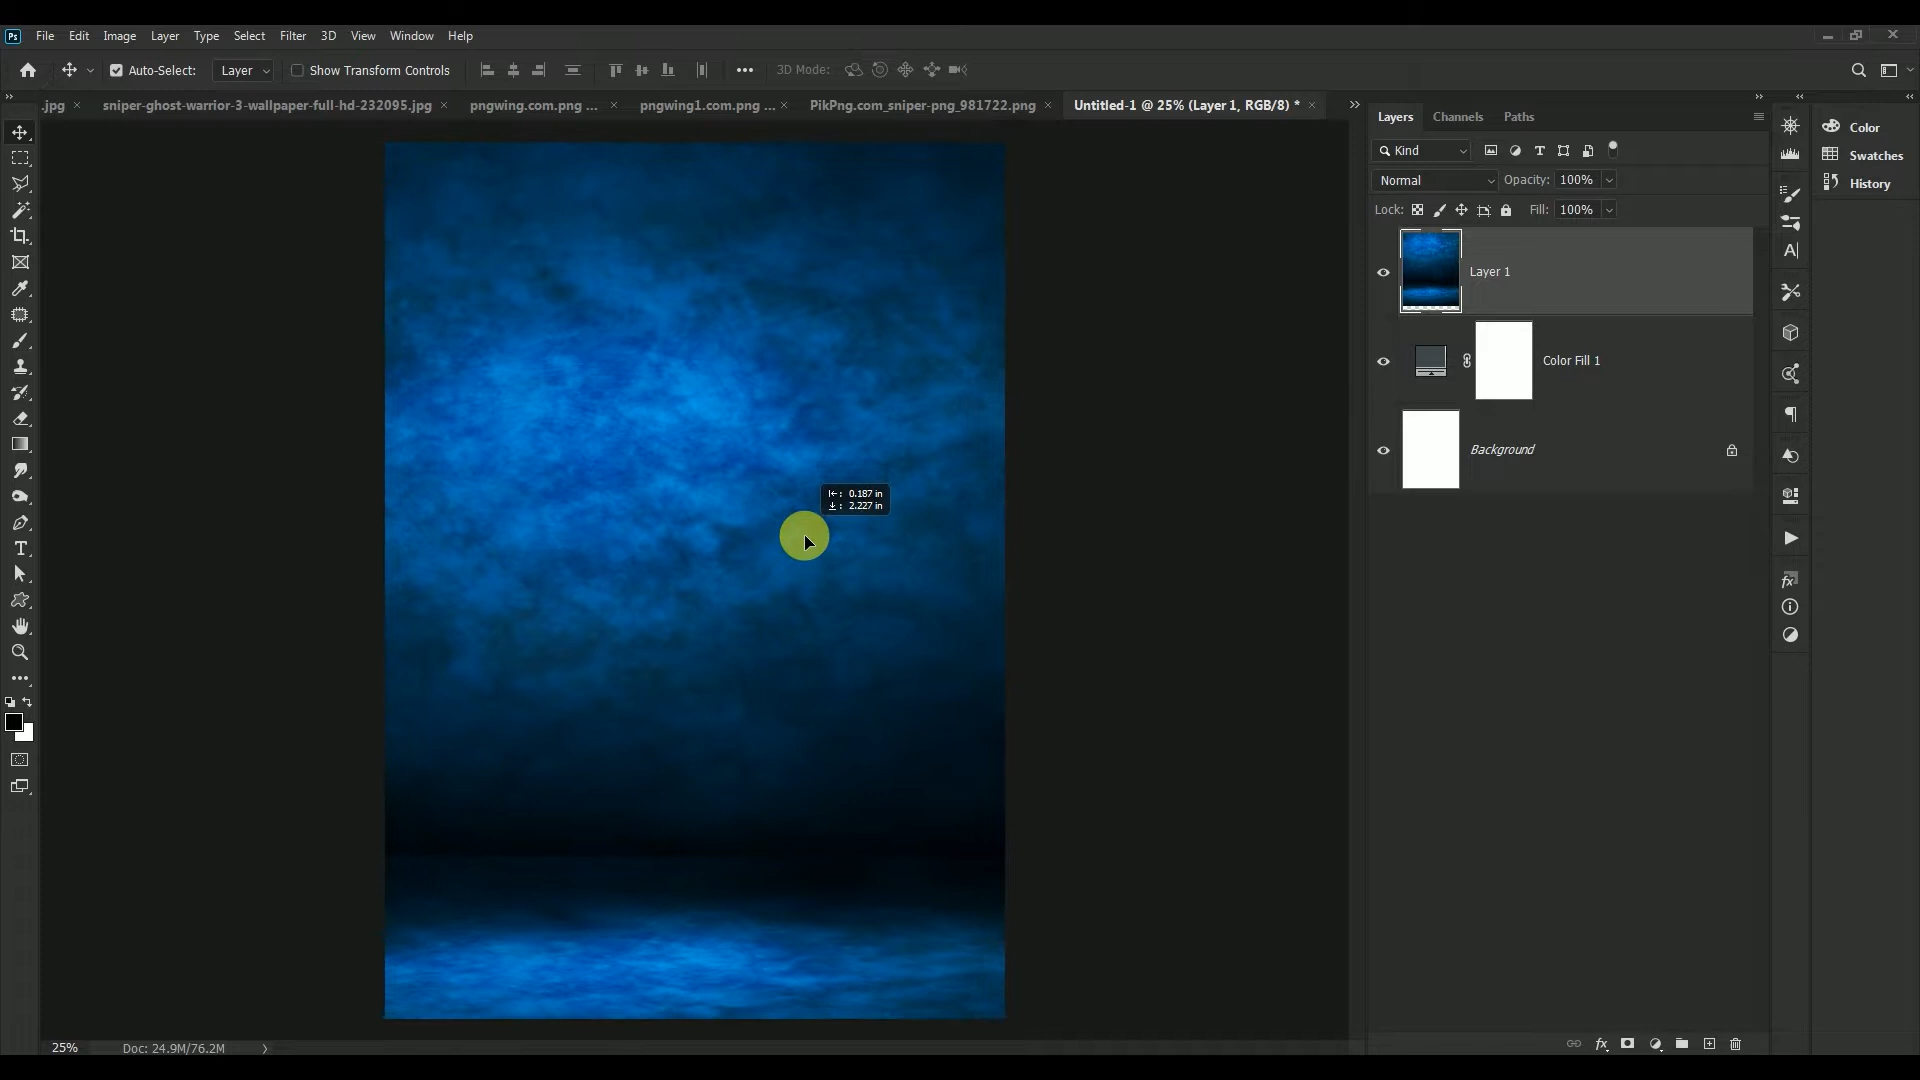 Ps File Edit Image Layer Type Select Filter 3D View Window Help
Auto-Select: Layer Show Transform Controls 3D Mode:
.jpg sniper-ghost-warrior-3-wallpaper-full-hd-232095.jpg pngwing.com.png ... pngwing1.com.png ... PikPng.com_sniper-png_981722.png Untitled-1 @ 25% (Layer 1, RGB/8) *
Layers Channels Paths
Color
Kind
Swatches
Normal Opacity: 100%
History
Lock: Fill: 100%
Layer 1
Color Fill 1
Background
0.187 in
2.227 in
25% Doc: 24.9M/76.2M